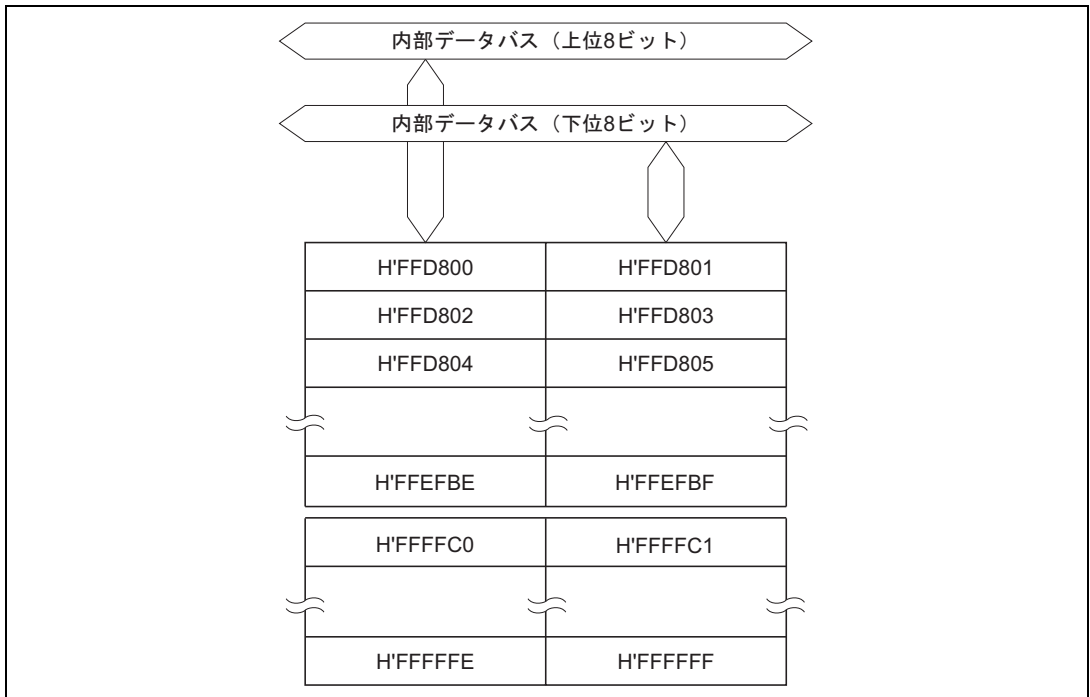 内部データバス（上位8ビット）
内部データバス（下位8ビット）
H'FFD800 H'FFD801
H'FFD802 H'FFD803
H'FFD804 H'FFD805
H'FFEFBE H'FFEFBF
H'FFFFC0 H'FFFFC1
H'FFFFFE H'FFFFFF